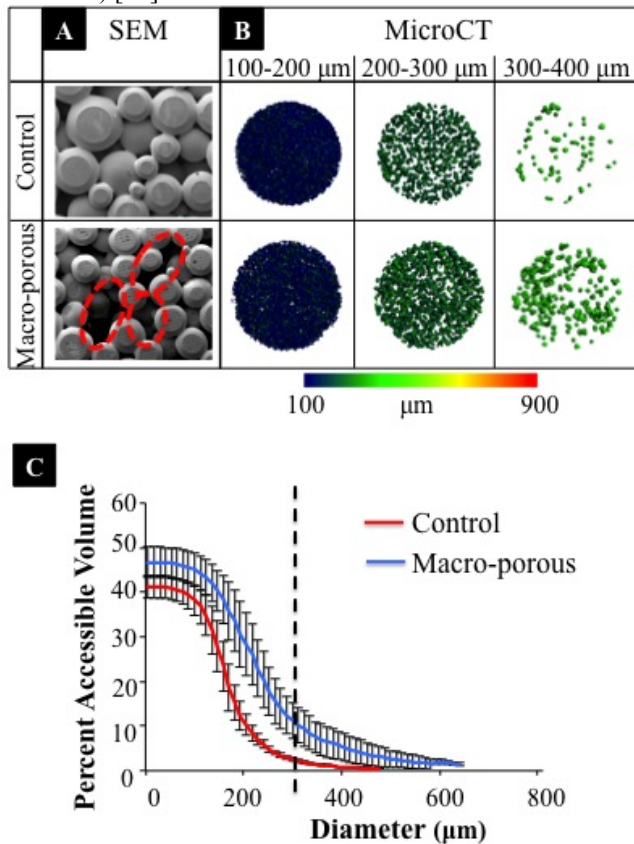 A SEM B MicroCT
100-200 μm 200-300 μm 300-400 μm
Control
Macro-porous
100 μm 900
C
Percent Accessible Volume
60
50
40
30
20
10
0
Control
Macro-porous
0 200 400 600 800
Diameter (μm)